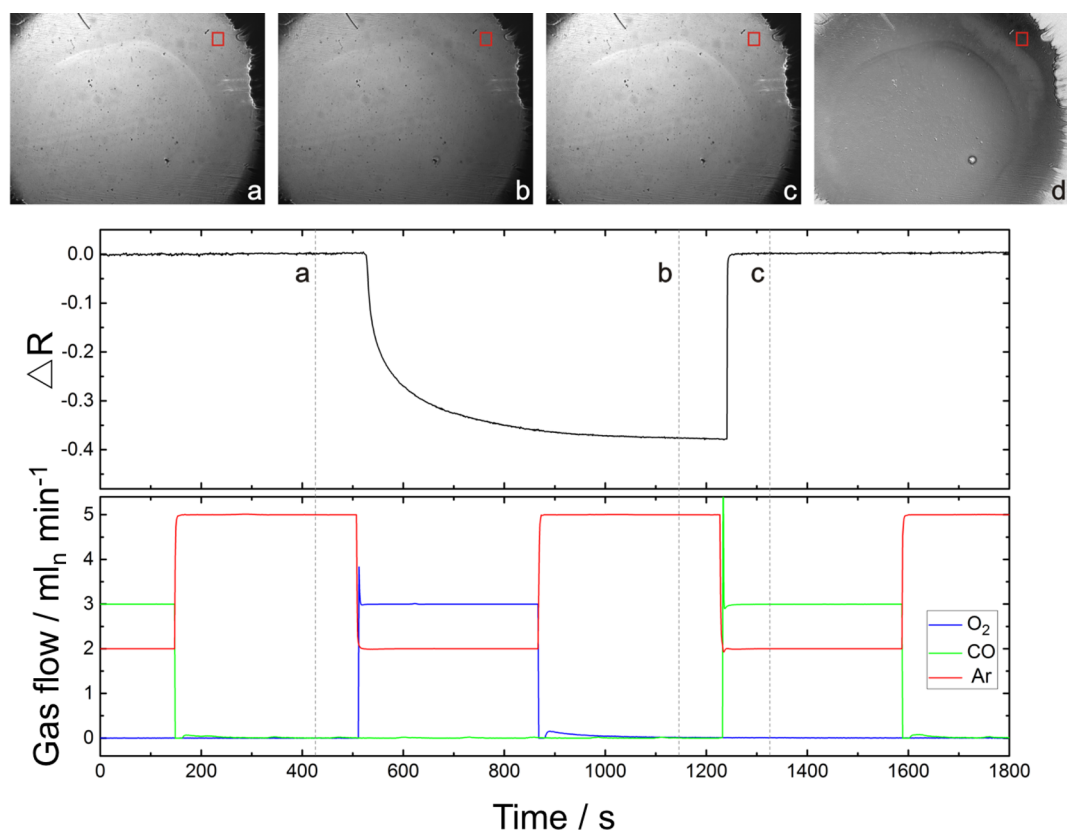 a
b
c
d
0.0
-0.1
-0.2
-0.3
-0.4
△R
a
b
c
5
4
3
2
1
0
Gas flow / mlₙ min⁻¹
O₂
CO
Ar
0 200 400 600 800 1000 1200 1400 1600 1800
Time / s